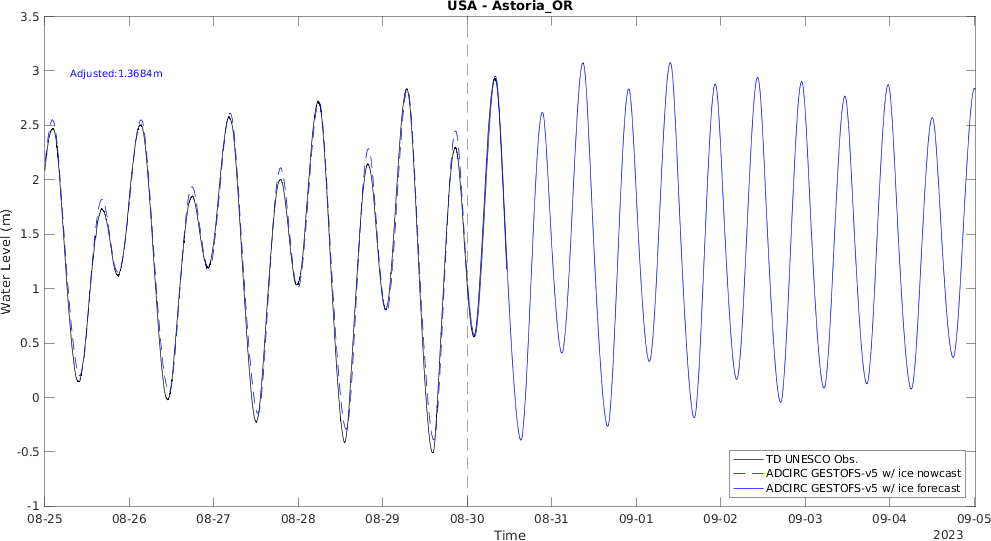 USA - Astoria_OR
3.5
3
2.5
2
1.5
1
0.5
0
-0.5
-1
Water Level (m)
Adjusted:1.3684m
TD UNESCO Obs.
ADCIRC GESTOFS-v5 w/ ice nowcast
ADCIRC GESTOFS-v5 w/ ice forecast
08-25 08-26 08-27 08-28 08-29 08-30 08-31 09-01 09-02 09-03 09-04 09-05
Time
2023